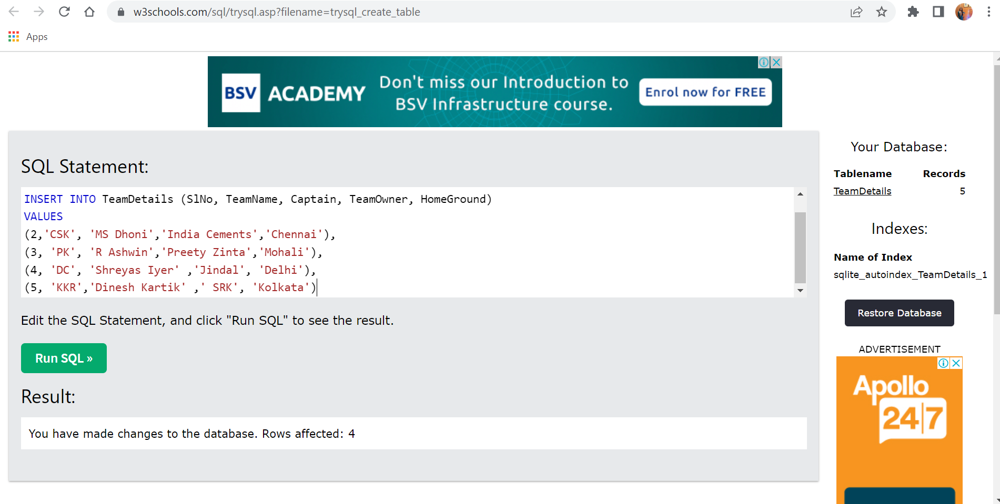 w3schools.com/sql/trysql.asp?filename=trysql_create_table
Apps
BSV ACADEMY
Don't miss our Introduction to
BSV Infrastructure course.
Enrol now for FREE
SQL Statement:
INSERT INTO TeamDetails (SlNo, TeamName, Captain, TeamOwner, HomeGround)
VALUES
(2,'CSK', 'MS Dhoni','India Cements','Chennai'),
(3, 'PK', 'R Ashwin','Preety Zinta','Mohali'),
(4, 'DC', 'Shreyas Iyer' ,'Jindal', 'Delhi'),
(5, 'KKR','Dinesh Kartik' ,' SRK', 'Kolkata')
Edit the SQL Statement, and click "Run SQL" to see the result.
Run SQL »
Result:
You have made changes to the database. Rows affected: 4
Your Database:
Tablename Records
TeamDetails 5
Indexes:
Name of Index
sqlite_autoindex_TeamDetails_1
Restore Database
ADVERTISEMENT
Apollo
24|7